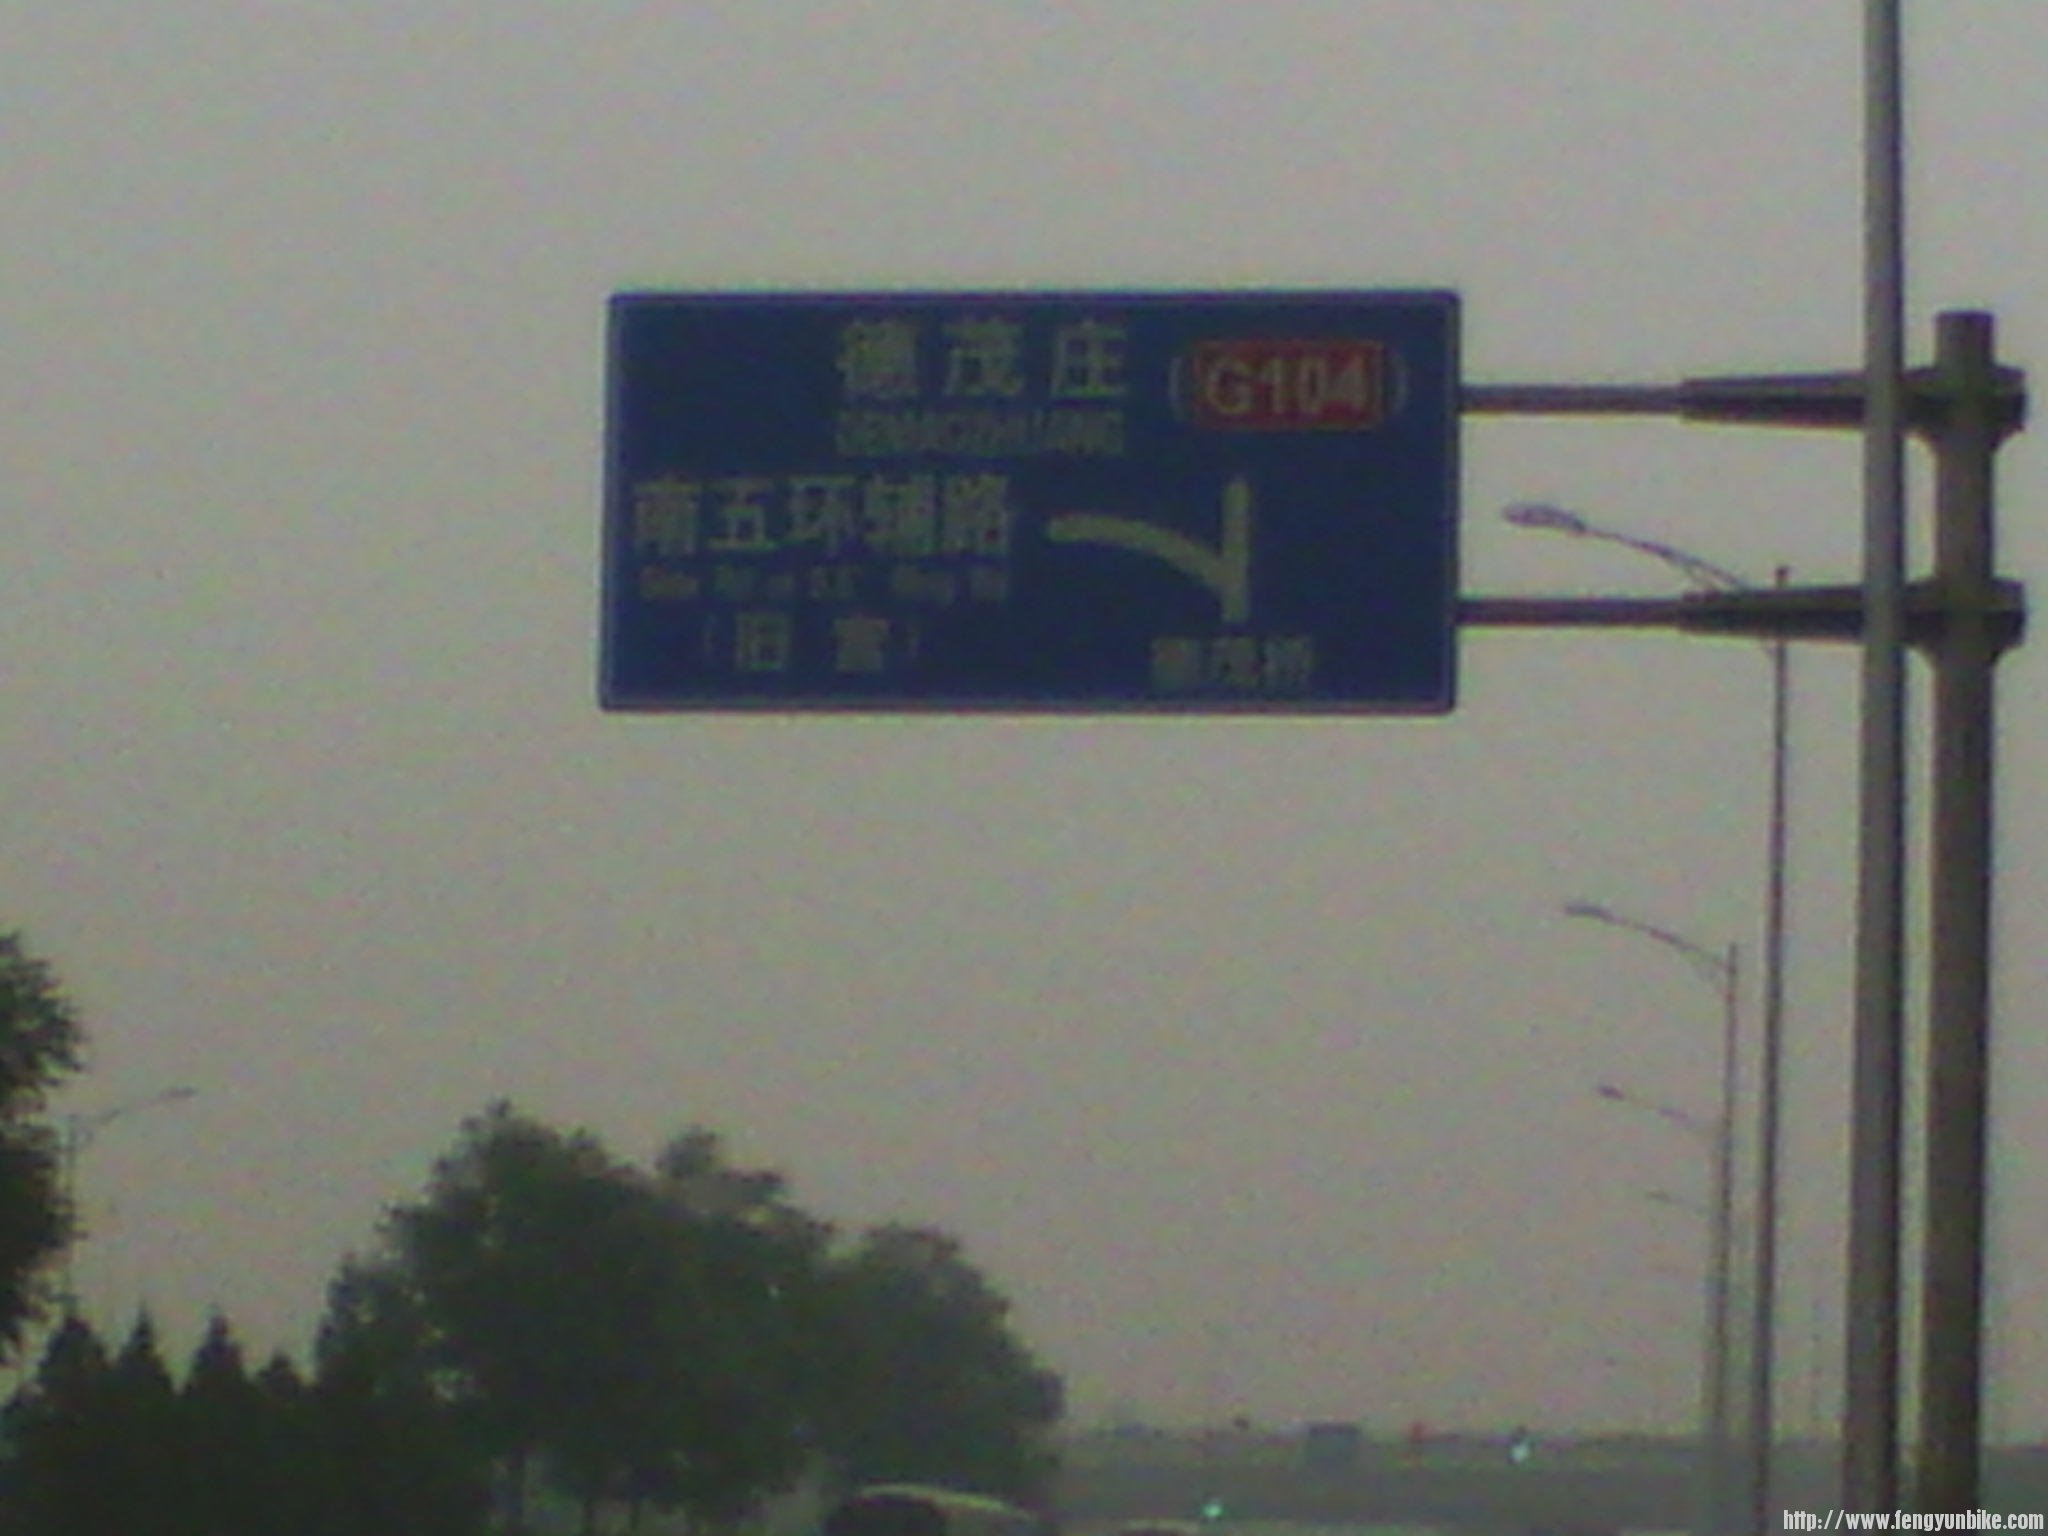 德茂庄 (G104)
DEMAOZHUANG
南五环辅路
(旧宫)
德茂桥
http://www.fengyunbike.com